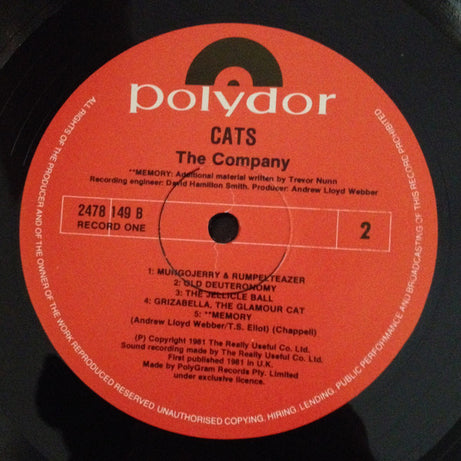 polydor
CATS
The Company
**MEMORY: Additional material written by Trevor Nunn
Recording engineer: David Hamilton Smith. Producer: Andrew Lloyd Webber
2478 149 B
RECORD ONE
2
1: MUNGOJERRY & RUMPELTEAZER
2: OLD DEUTERONOMY
3: THE JELLICLE BALL
4: GRIZABELLA, THE GLAMOUR CAT
5: **MEMORY
(Andrew Lloyd Webber/T.S. Eliot) (Chappell)
(P) Copyright 1981 The Really Useful Co. Ltd.
Sound recording made by The Really Useful Co. Ltd.
First published 1981 in U.K.
Made by PolyGram Records Pty. Limited
under exclusive licence.
ALL RIGHTS OF THE PRODUCER AND OF THE OWNER OF THE WORK REPRODUCED RESERVED. UNAUTHORISED COPYING, HIRING, LENDING, PUBLIC PERFORMANCE AND BROADCASTING OF THIS RECORD PROHIBITED